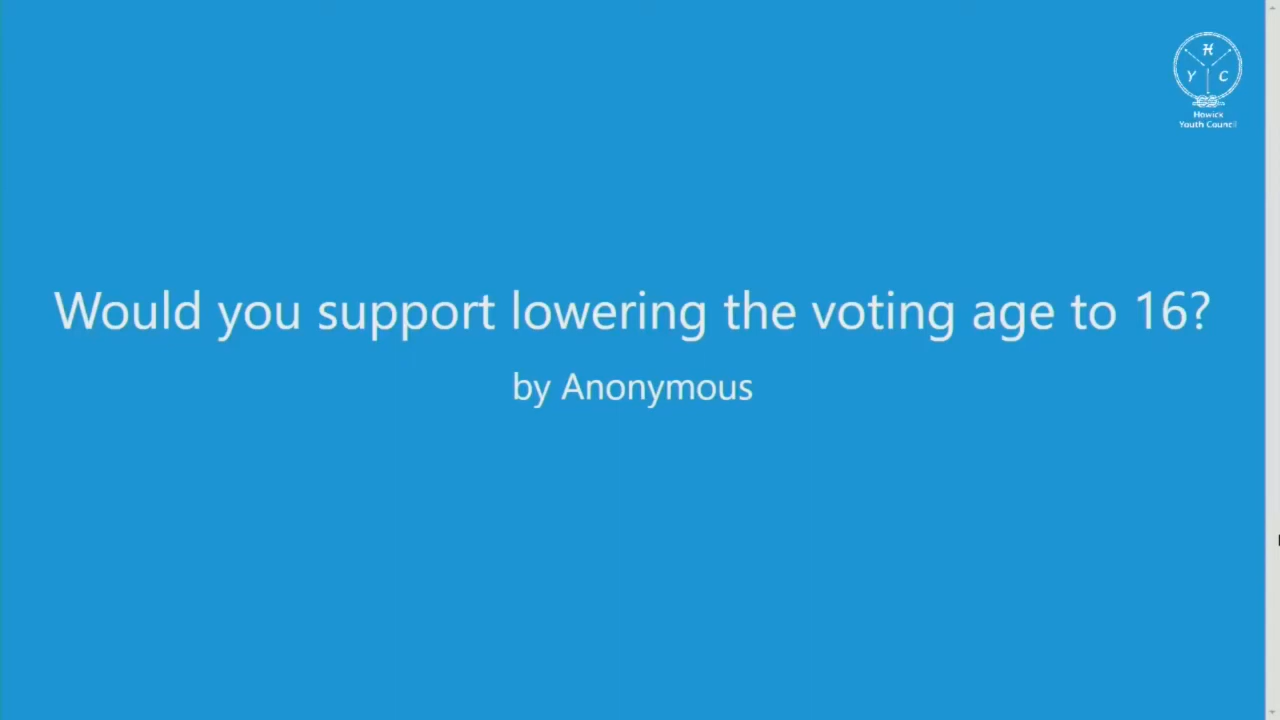 H
Y C
Howick
Youth Council
Would you support lowering the voting age to 16?
by Anonymous